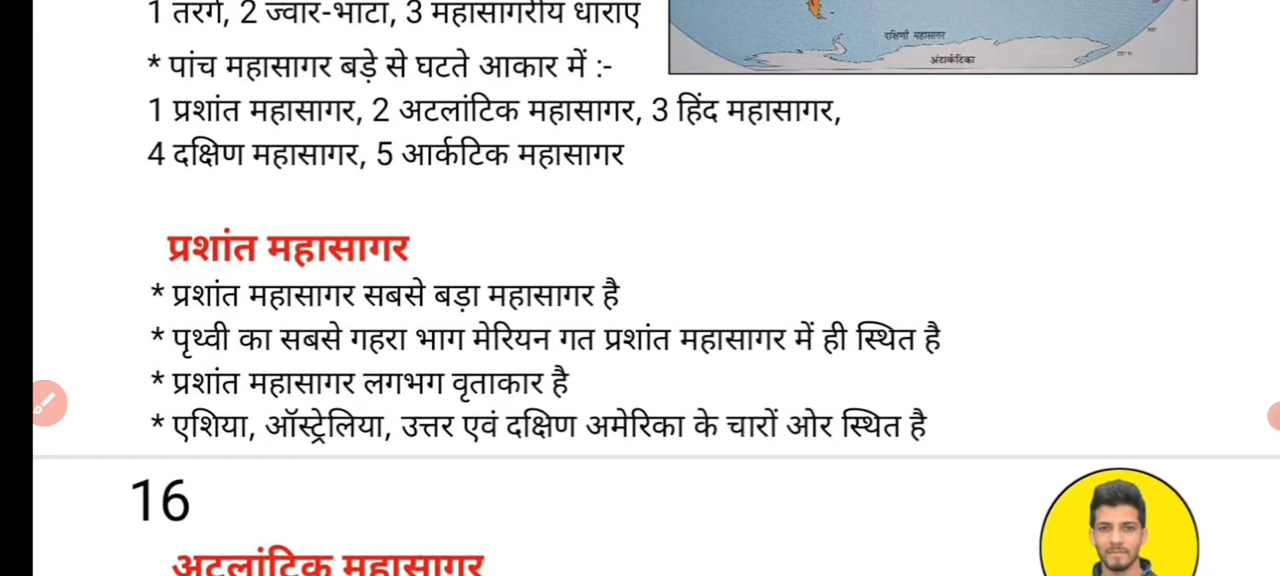 1 तरंगे, 2 ज्वार-भाटा, 3 महासागरीय धाराए
दक्षिणी महासागर
अंटार्कटिका
* पांच महासागर बड़े से घटते आकार में :-
1 प्रशांत महासागर, 2 अटलांटिक महासागर, 3 हिंद महासागर,
4 दक्षिण महासागर, 5 आर्कटिक महासागर
प्रशांत महासागर
* प्रशांत महासागर सबसे बड़ा महासागर है
* पृथ्वी का सबसे गहरा भाग मेरियन गत प्रशांत महासागर में ही स्थित है
* प्रशांत महासागर लगभग वृताकार है
* एशिया, ऑस्ट्रेलिया, उत्तर एवं दक्षिण अमेरिका के चारों ओर स्थित है
16
अटलांटिक महासागर